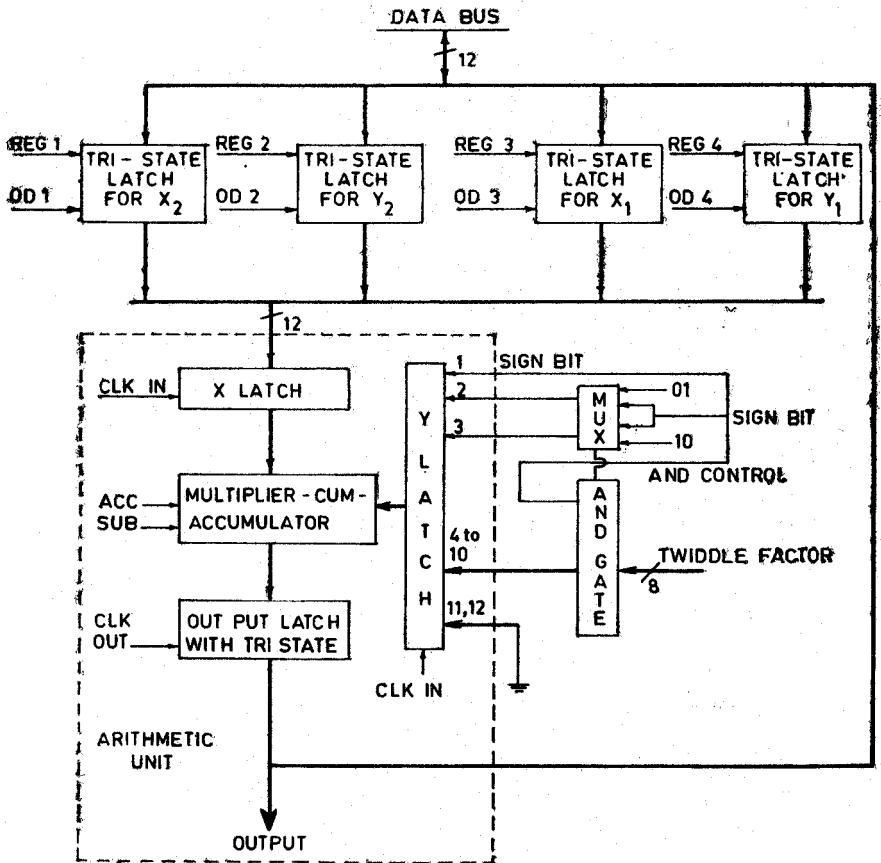 DATA BUS
12
REG 1
OD 1
TRI-STATE
LATCH
FOR X2
REG 2
OD 2
TRI-STATE
LATCH
FOR Y2
REG 3
OD 3
TRI-STATE
LATCH
FOR X1
REG 4
OD 4
TRI-STATE
LATCH
FOR Y1
12
CLK IN
X LATCH
ACC
SUB
MULTIPLIER-CUM-
ACCUMULATOR
CLK
OUT
OUT PUT LATCH
WITH TRI STATE
ARITHMETIC
UNIT
OUTPUT
Y LATCH
1
2
3
4 to
10
11,12
CLK IN
SIGN BIT
MUX
01
SIGN BIT
10
AND CONTROL
AND GATE
TWIDDLE FACTOR
8